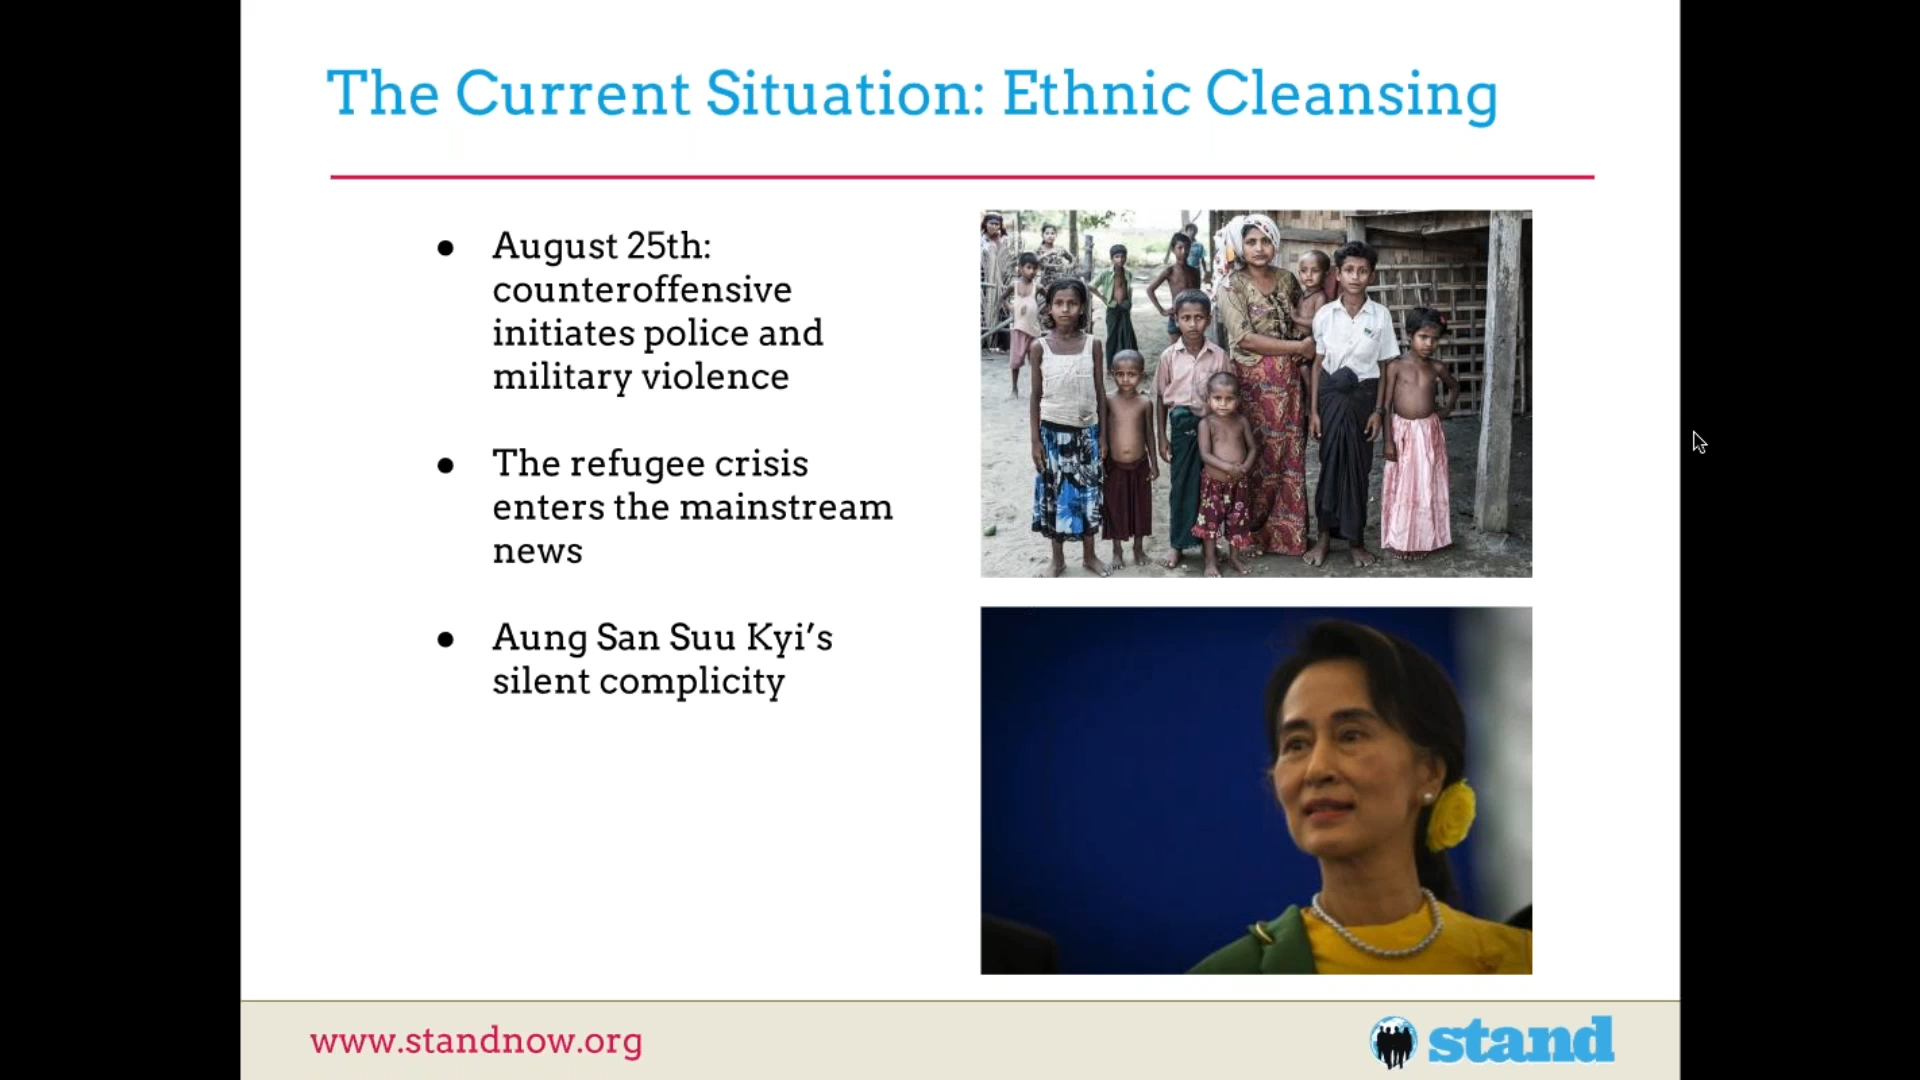 The Current Situation: Ethnic Cleansing
● August 25th:
counteroffensive
initiates police and
military violence
● The refugee crisis
enters the mainstream
news
● Aung San Suu Kyi’s
silent complicity
www.standnow.org
stand